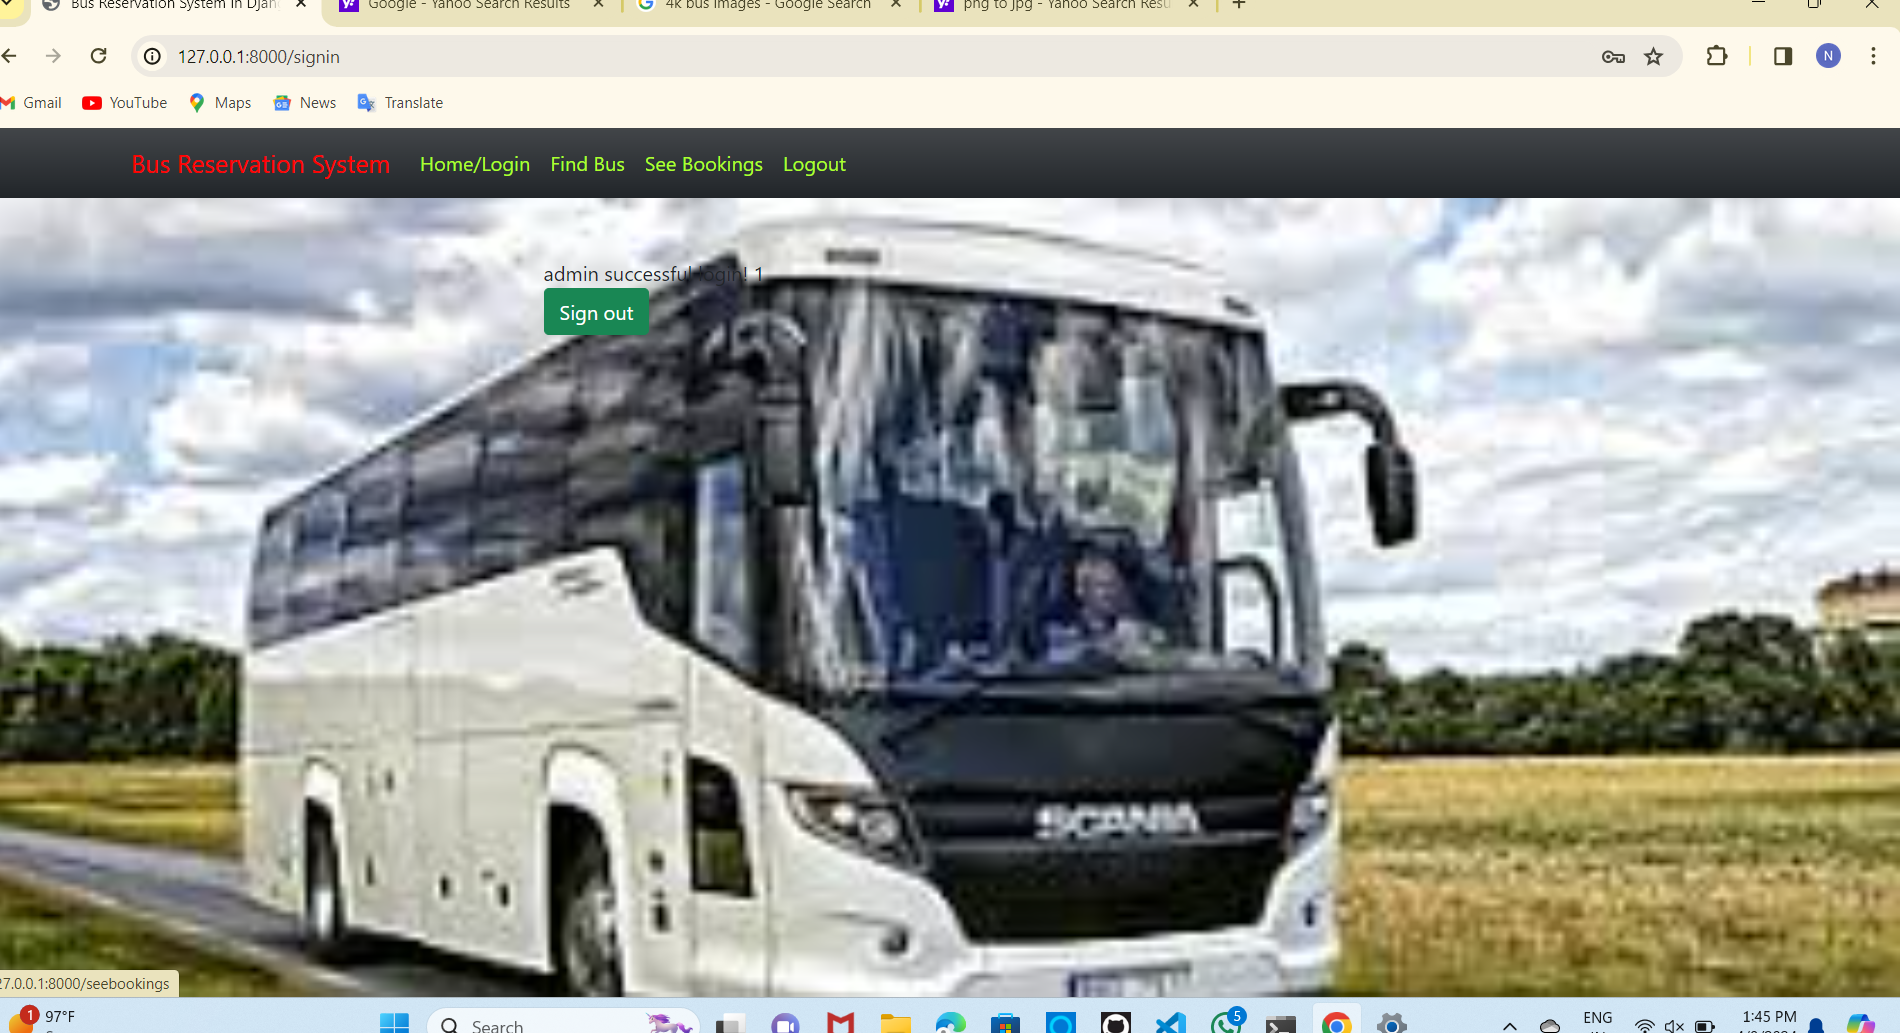 Bus Reservation System in Djan
Google - Yahoo Search Results
4k bus images - Google Search
png to jpg - Yahoo Search Resu
127.0.0.1:8000/signin
N
Gmail
YouTube
Maps
News
Translate
Bus Reservation System
Home/Login
Find Bus
See Bookings
Logout
admin successful login! 1
Sign out
SCANIA
27.0.0.1:8000/seebookings
1
97°F
Search
5
ENG
1:45 PM